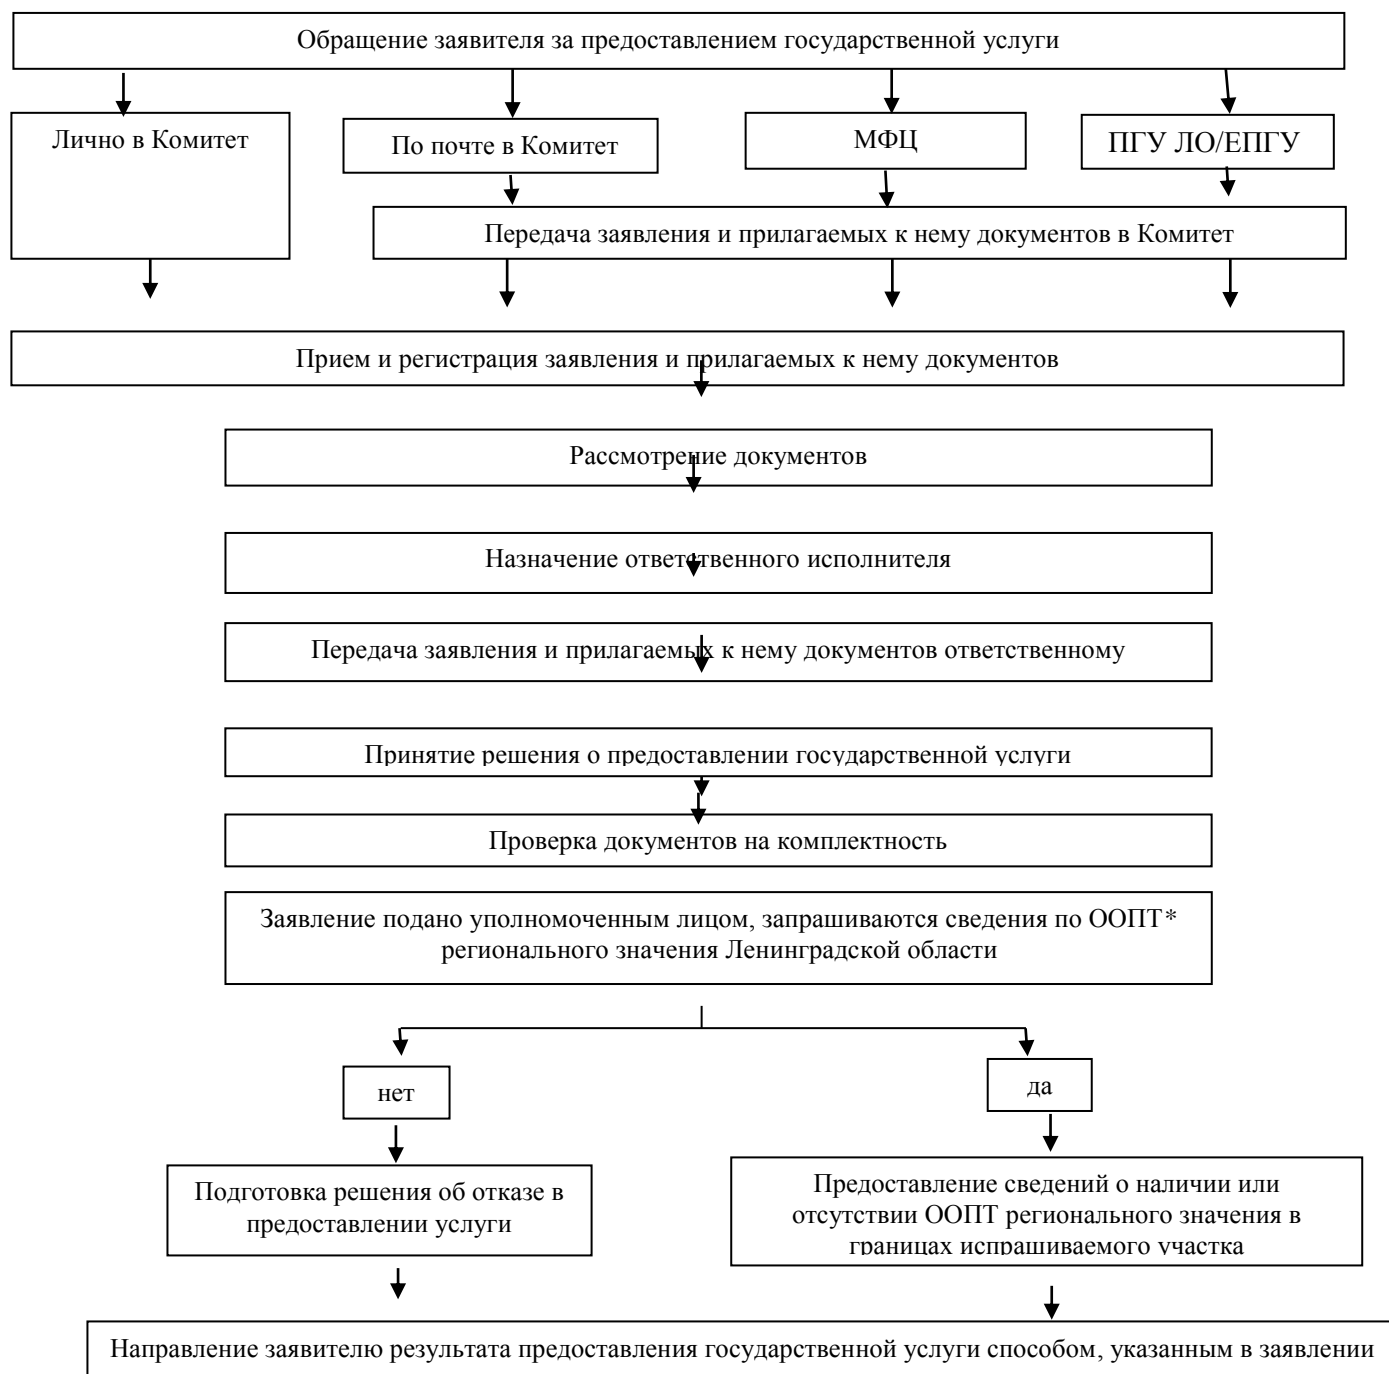 Обращение заявителя за предоставлением государственной услуги
Лично в Комитет
По почте в Комитет
МФЦ
ПГУ ЛО/ЕПГУ
Передача заявления и прилагаемых к нему документов в Комитет
Прием и регистрация заявления и прилагаемых к нему документов
Рассмотрение документов
Назначение ответственного исполнителя
Передача заявления и прилагаемых к нему документов ответственному
Принятие решения о предоставлении государственной услуги
Проверка документов на комплектность
Заявление подано уполномоченным лицом, запрашиваются сведения по ООПТ*
регионального значения Ленинградской области
нет
да
Подготовка решения об отказе в
предоставлении услуги
Предоставление сведений о наличии или
отсутствии ООПТ регионального значения в
границах испрашиваемого участка
Направление заявителю результата предоставления государственной услуги способом, указанным в заявлении